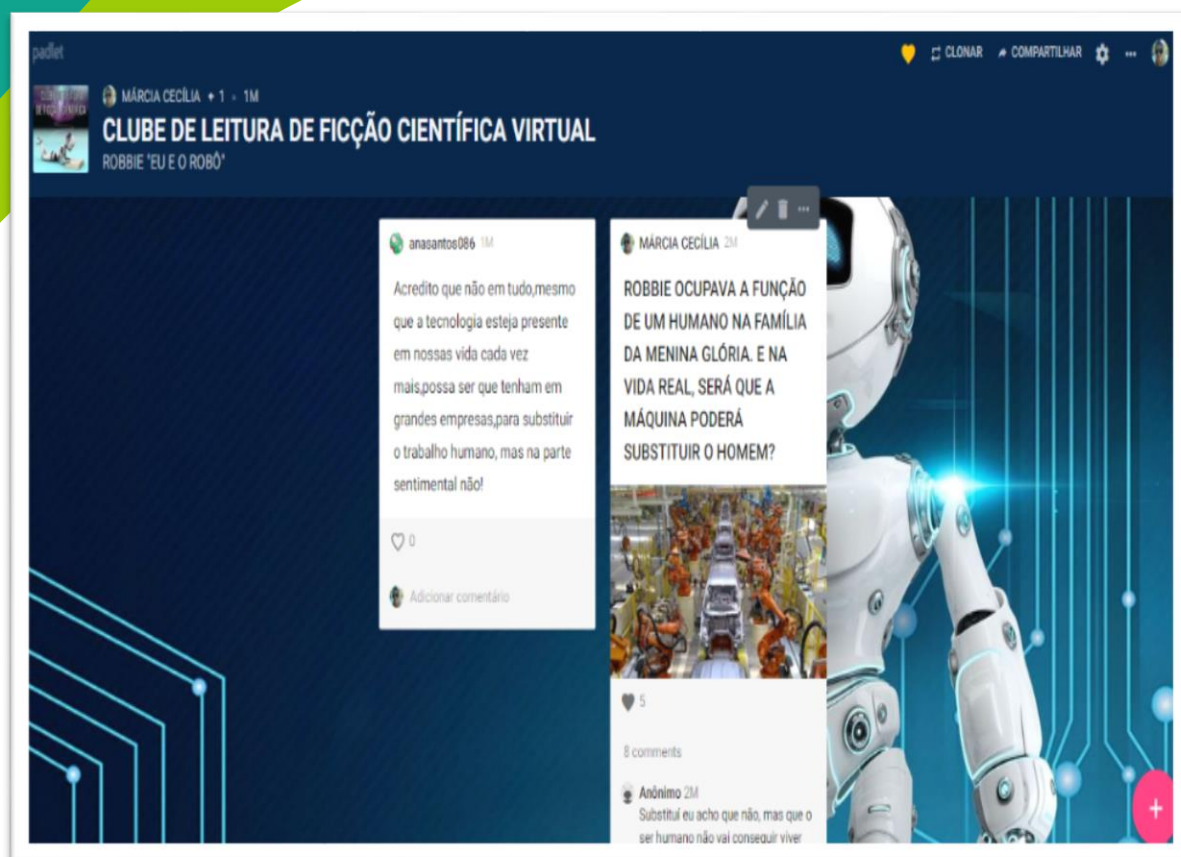 padlet
CLONAR
COMPARTILHAR
MÁRCIA CECÍLIA + 1 • 1M
CLUBE DE LEITURA DE FICÇÃO CIENTÍFICA VIRTUAL
ROBBIE "EU E O ROBÔ"
anasantos086 1M
Acredito que não em tudo,mesmo
que a tecnologia esteja presente
em nossas vida cada vez
mais,possa ser que tenham em
grandes empresas,para substituir
o trabalho humano, mas na parte
sentimental não!
0
Adicionar comentário
MÁRCIA CECÍLIA 2M
ROBBIE OCUPAVA A FUNÇÃO
DE UM HUMANO NA FAMÍLIA
DA MENINA GLÓRIA. E NA
VIDA REAL, SERÁ QUE A
MÁQUINA PODERÁ
SUBSTITUIR O HOMEM?
5
8 comments
Anônimo 2M
Substituí eu acho que não, mas que o
ser humano não vai conseguir viver